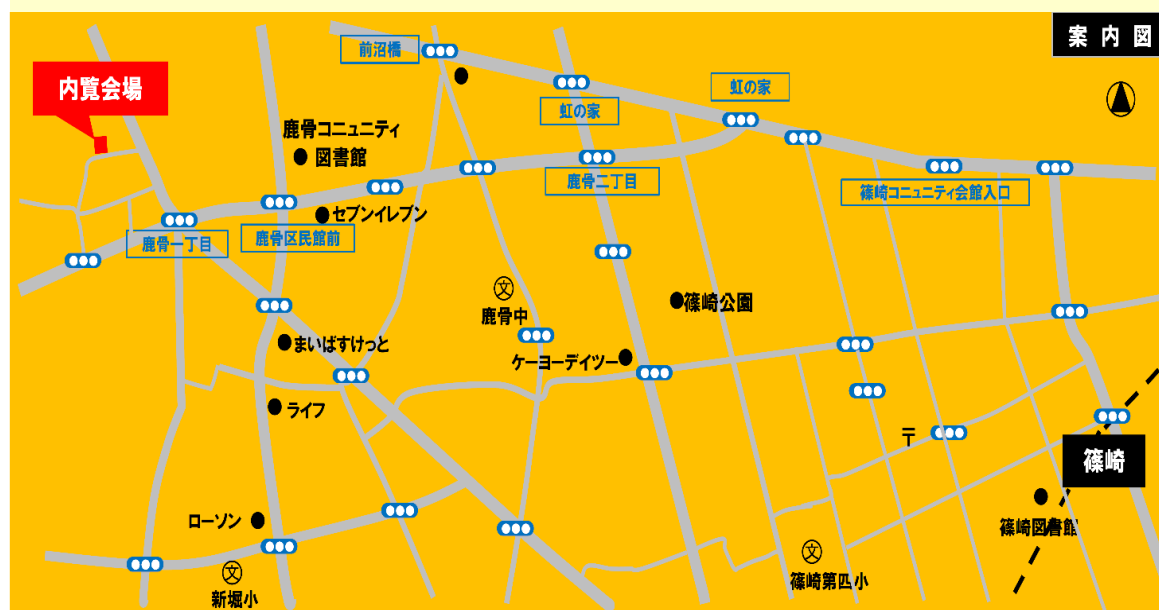 案内図
内覧会場
前沼橋
虹の家
虹の家
鹿骨コニュニティ
図書館
鹿骨二丁目
篠崎コニュニティ会館入口
セブンイレブン
鹿骨一丁目
鹿骨区民館前
文
鹿骨中
篠崎公園
まいばすけっと
ケーヨーデイツー
ライフ
〒
篠崎
ローソン
篠崎図書館
文
新堀小
文
篠崎第四小